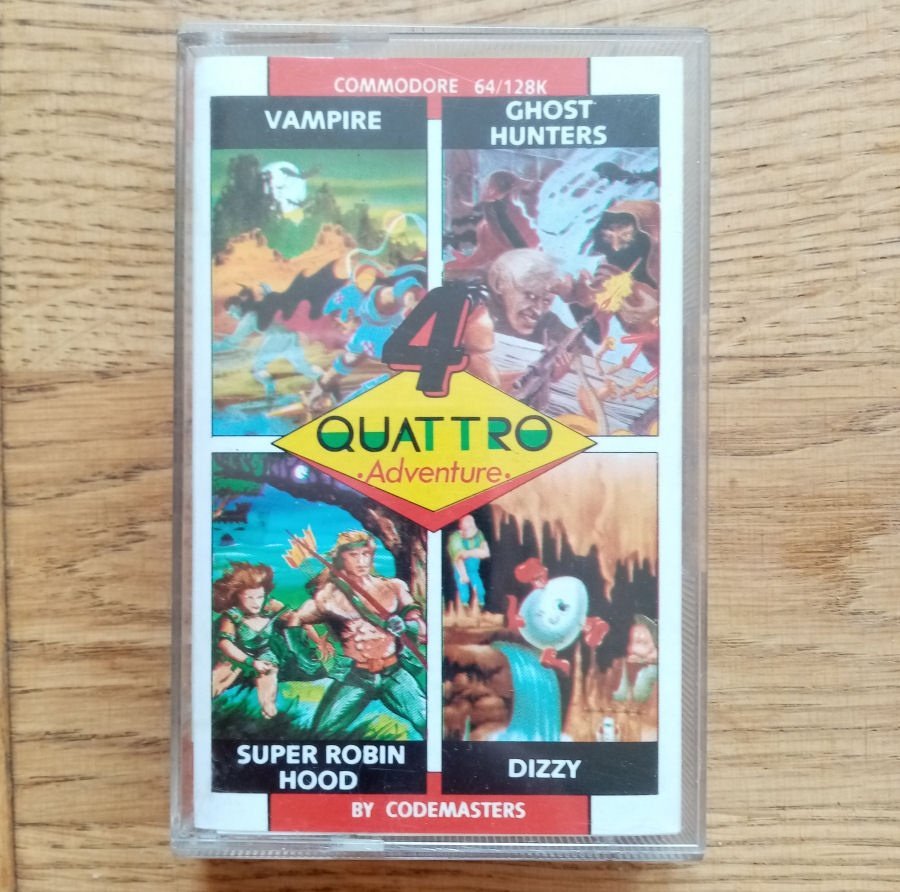 COMMODORE 64/128K
VAMPIRE
GHOST
HUNTERS
4
QUATTRO
·Adventure·
SUPER ROBIN
HOOD
DIZZY
BY CODEMASTERS